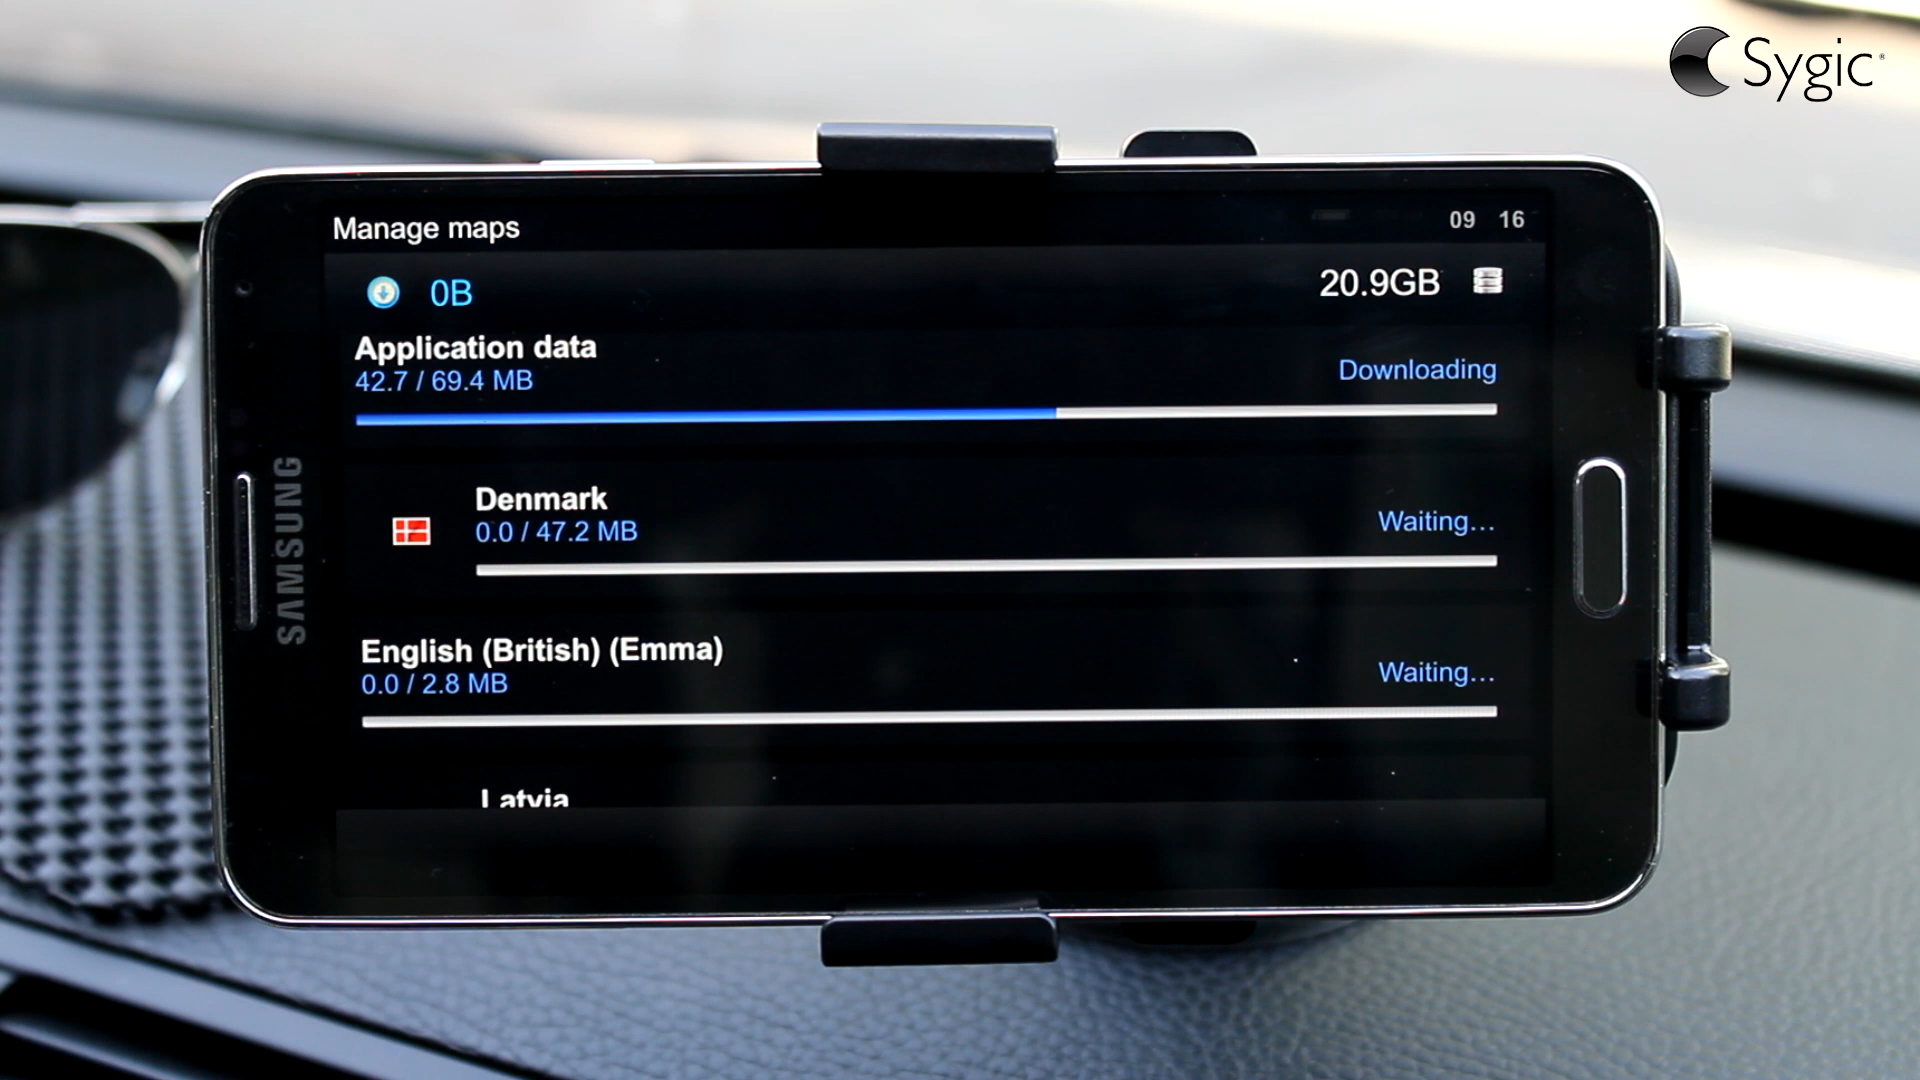 Sygic
Manage maps
09 16
0B
20.9GB
Application data
42.7 / 69.4 MB
Downloading
Denmark
0.0 / 47.2 MB
Waiting...
English (British) (Emma)
0.0 / 2.8 MB
Waiting...
Latvia
SAMSUNG